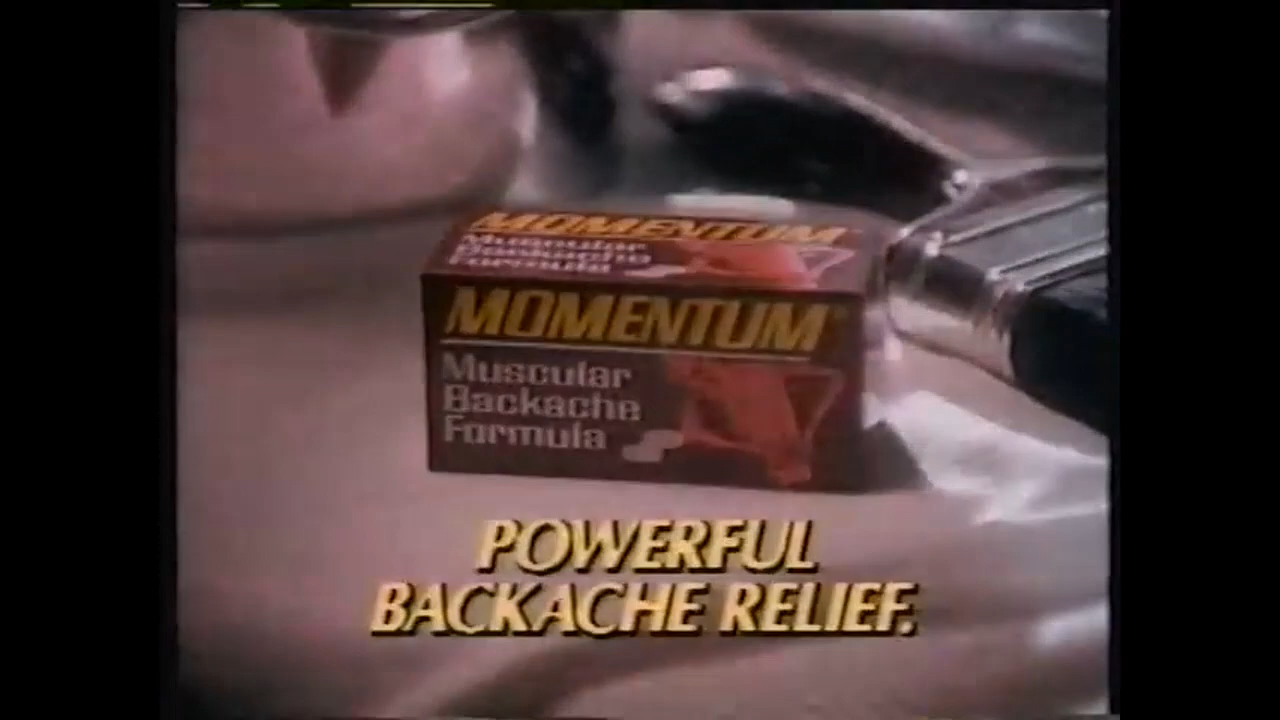 MOMENTUM
Muscular
Backache
Formula
MOMENTUM
Muscular
Backache
Formula
POWERFUL
BACKACHE RELIEF.